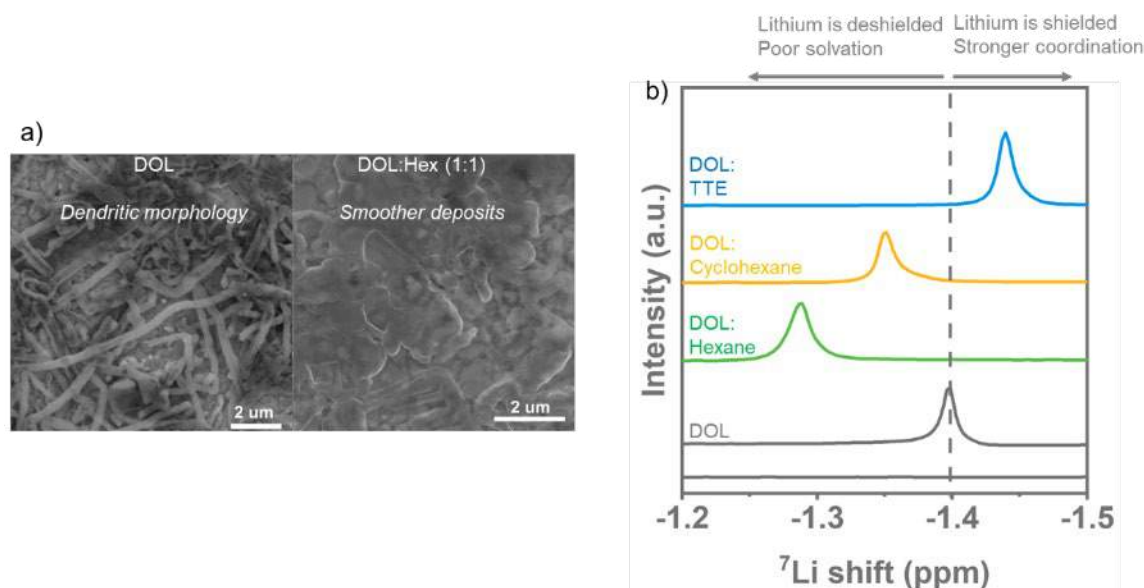 a)
DOL
Dendritic morphology
2 um
DOL:Hex (1:1)
Smoother deposits
2 um
b)
Lithium is deshielded
Poor solvation
Lithium is shielded
Stronger coordination
Intensity (a.u.)
DOL:
TTE
DOL:
Cyclohexane
DOL:
Hexane
DOL
-1.2 -1.3 -1.4 -1.5
⁷Li shift (ppm)